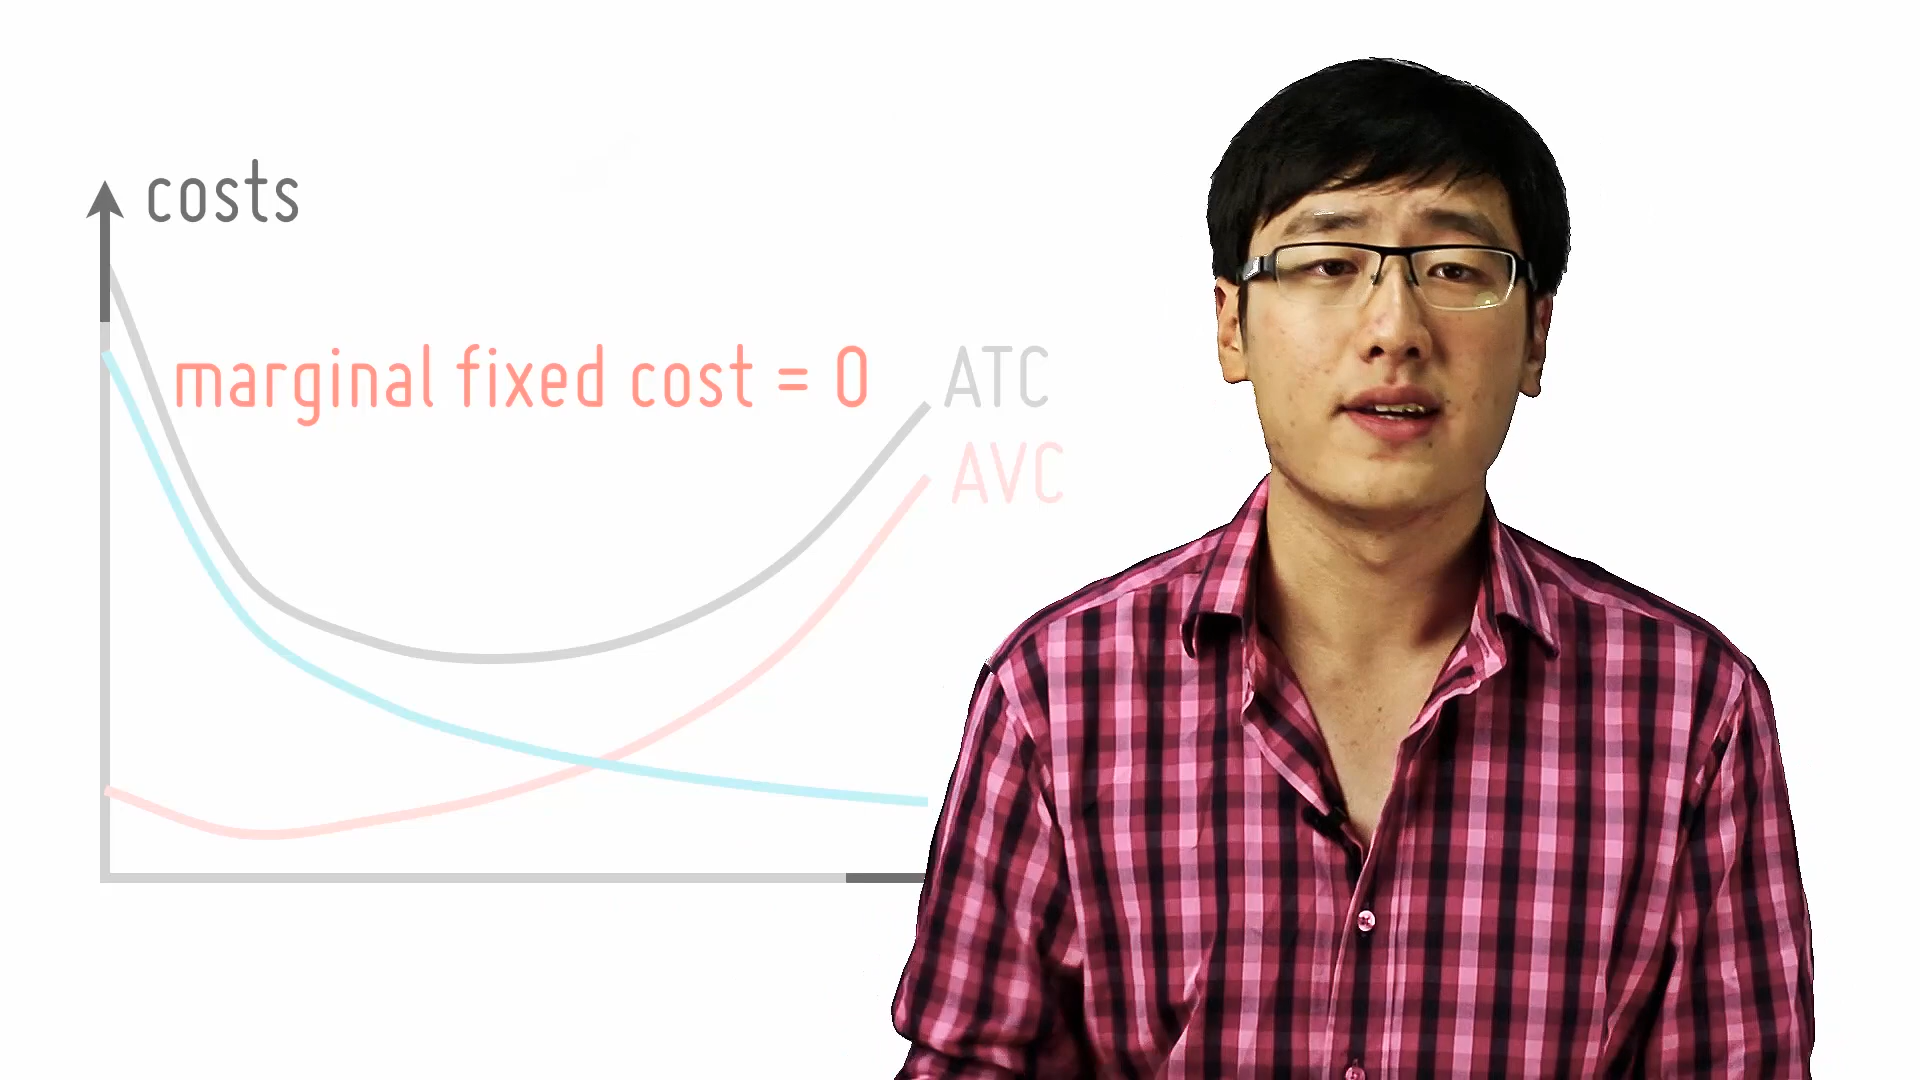 costs
marginal fixed cost = 0
ATC
AVC